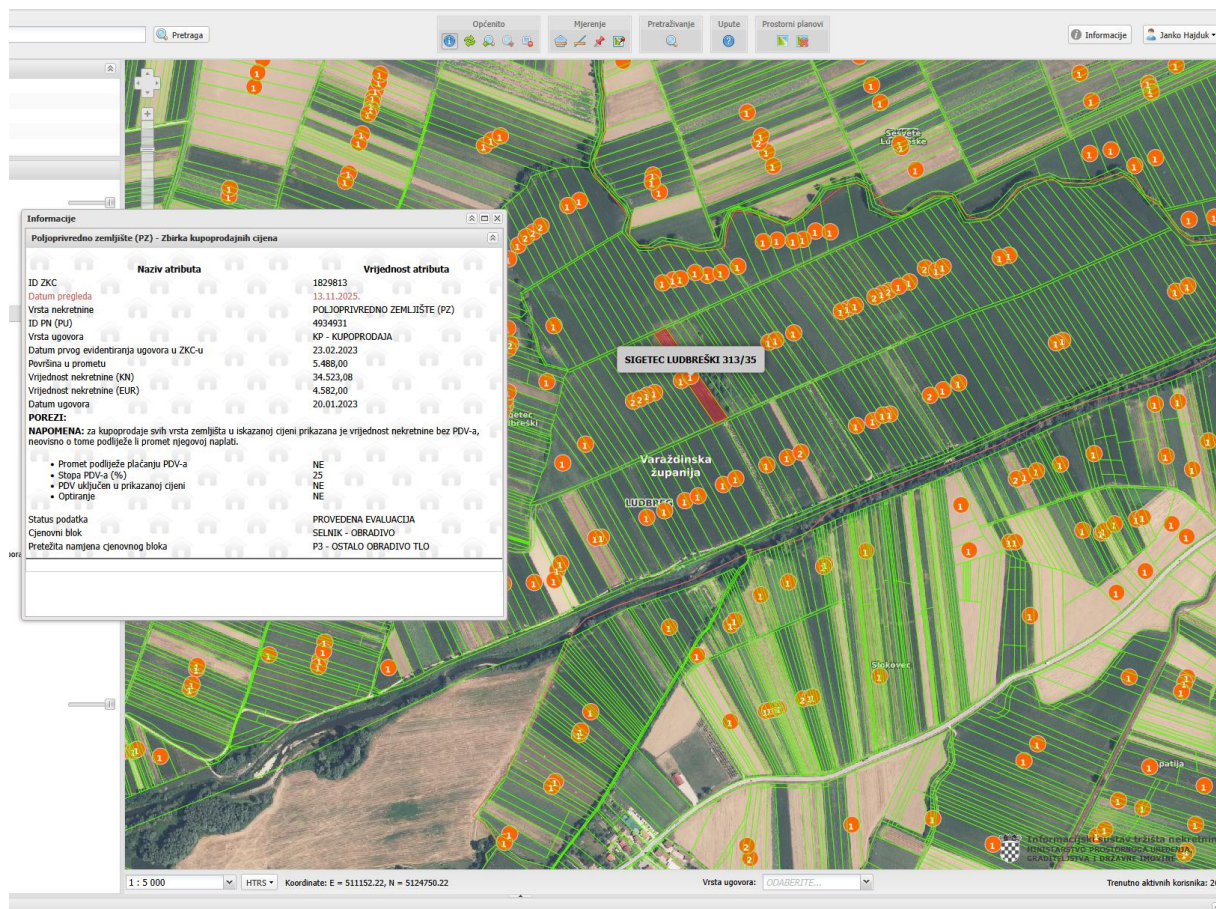 Pretraga
Općenito
Mjerenje
Pretraživanje
Upute
Prostorni planovi
Informacije
Janko Hajduk
Sesvete
Ludbreške
Informacije
Poljoprivredno zemljište (PZ) - Zbirka kupoprodajnih cijena
Naziv atributa Vrijednost atributa
ID ZKC 1829813
Datum pregleda 13.11.2025.
Vrsta nekretnine POLJOPRIVREDNO ZEMLJIŠTE (PZ)
ID PN (PU) 4934931
Vrsta ugovora KP - KUPOPRODAJA
Datum prvog evidentiranja ugovora u ZKC-u 23.02.2023
Površina u prometu 5.488,00
Vrijednost nekretnine (KN) 34.523,08
Vrijednost nekretnine (EUR) 4.582,00
Datum ugovora 20.01.2023
POREZI:
NAPOMENA: za kupoprodaje svih vrsta zemljišta u iskazanoj cijeni prikazana je vrijednost nekretnine bez PDV-a,
neovisno o tome podliježe li promet njegovoj naplati.
• Promet podliježe plaćanju PDV-a NE
• Stopa PDV-a (%) 25
• PDV uključen u prikazanoj cijeni NE
• Optiranje NE
Status podatka PROVEDENA EVALUACIJA
Cjenovni blok SELNIK - OBRADIVO
Pretežita namjena cjenovnog bloka P3 - OSTALO OBRADIVO TLO
SIGETEC LUDBREŠKI 313/35
Varaždinska
županija
LUDBREG
Slokovec
Informacijski sustav tržišta nekretnin
MINISTARSTVO PROSTORNOGA UREĐENJA,
GRADITELJSTVA I DRŽAVNE IMOVINE
1 : 5 000
HTRS
Koordinate: E = 511152.22, N = 5124750.22
Vrsta ugovora: ODABERITE...
Trenutno aktivnih korisnika: 20